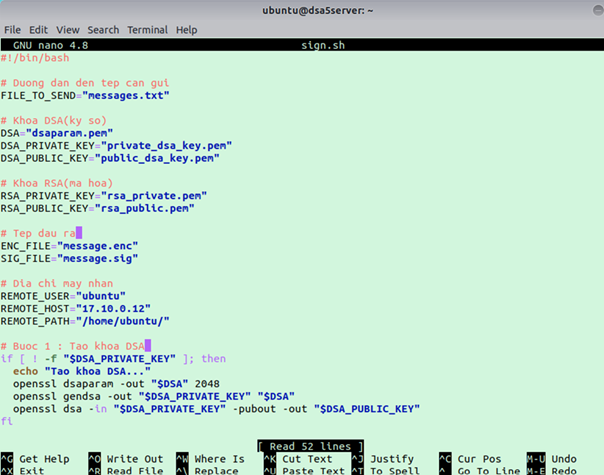 ubuntu@dsa5server: ~
File Edit View Search Terminal Help
GNU nano 4.8 sign.sh
#!/bin/bash
# Duong dan den tep can gui
FILE_TO_SEND="messages.txt"
# Khoa DSA(ky so)
DSA="dsaparam.pem"
DSA_PRIVATE_KEY="private_dsa_key.pem"
DSA_PUBLIC_KEY="public_dsa_key.pem"
# Khoa RSA(ma hoa)
RSA_PRIVATE_KEY="rsa_private.pem"
RSA_PUBLIC_KEY="rsa_public.pem"
# Tep dau ra
ENC_FILE="message.enc"
SIG_FILE="message.sig"
# Dia chi may nhan
REMOTE_USER="ubuntu"
REMOTE_HOST="17.10.0.12"
REMOTE_PATH="/home/ubuntu/"
# Buoc 1 : Tao khoa DSA
if [ ! -f "$DSA_PRIVATE_KEY" ]; then
  echo "Tao khoa DSA..."
  openssl dsaparam -out "$DSA" 2048
  openssl gendsa -out "$DSA_PRIVATE_KEY" "$DSA"
  openssl dsa -in "$DSA_PRIVATE_KEY" -pubout -out "$DSA_PUBLIC_KEY"
fi
[ Read 52 lines ]
^G Get Help ^O Write Out ^W Where Is ^K Cut Text ^J Justify ^C Cur Pos M-U Undo
^X Exit ^R Read File ^\ Replace ^U Paste Text ^T To Spell ^_ Go To Line M-E Redo